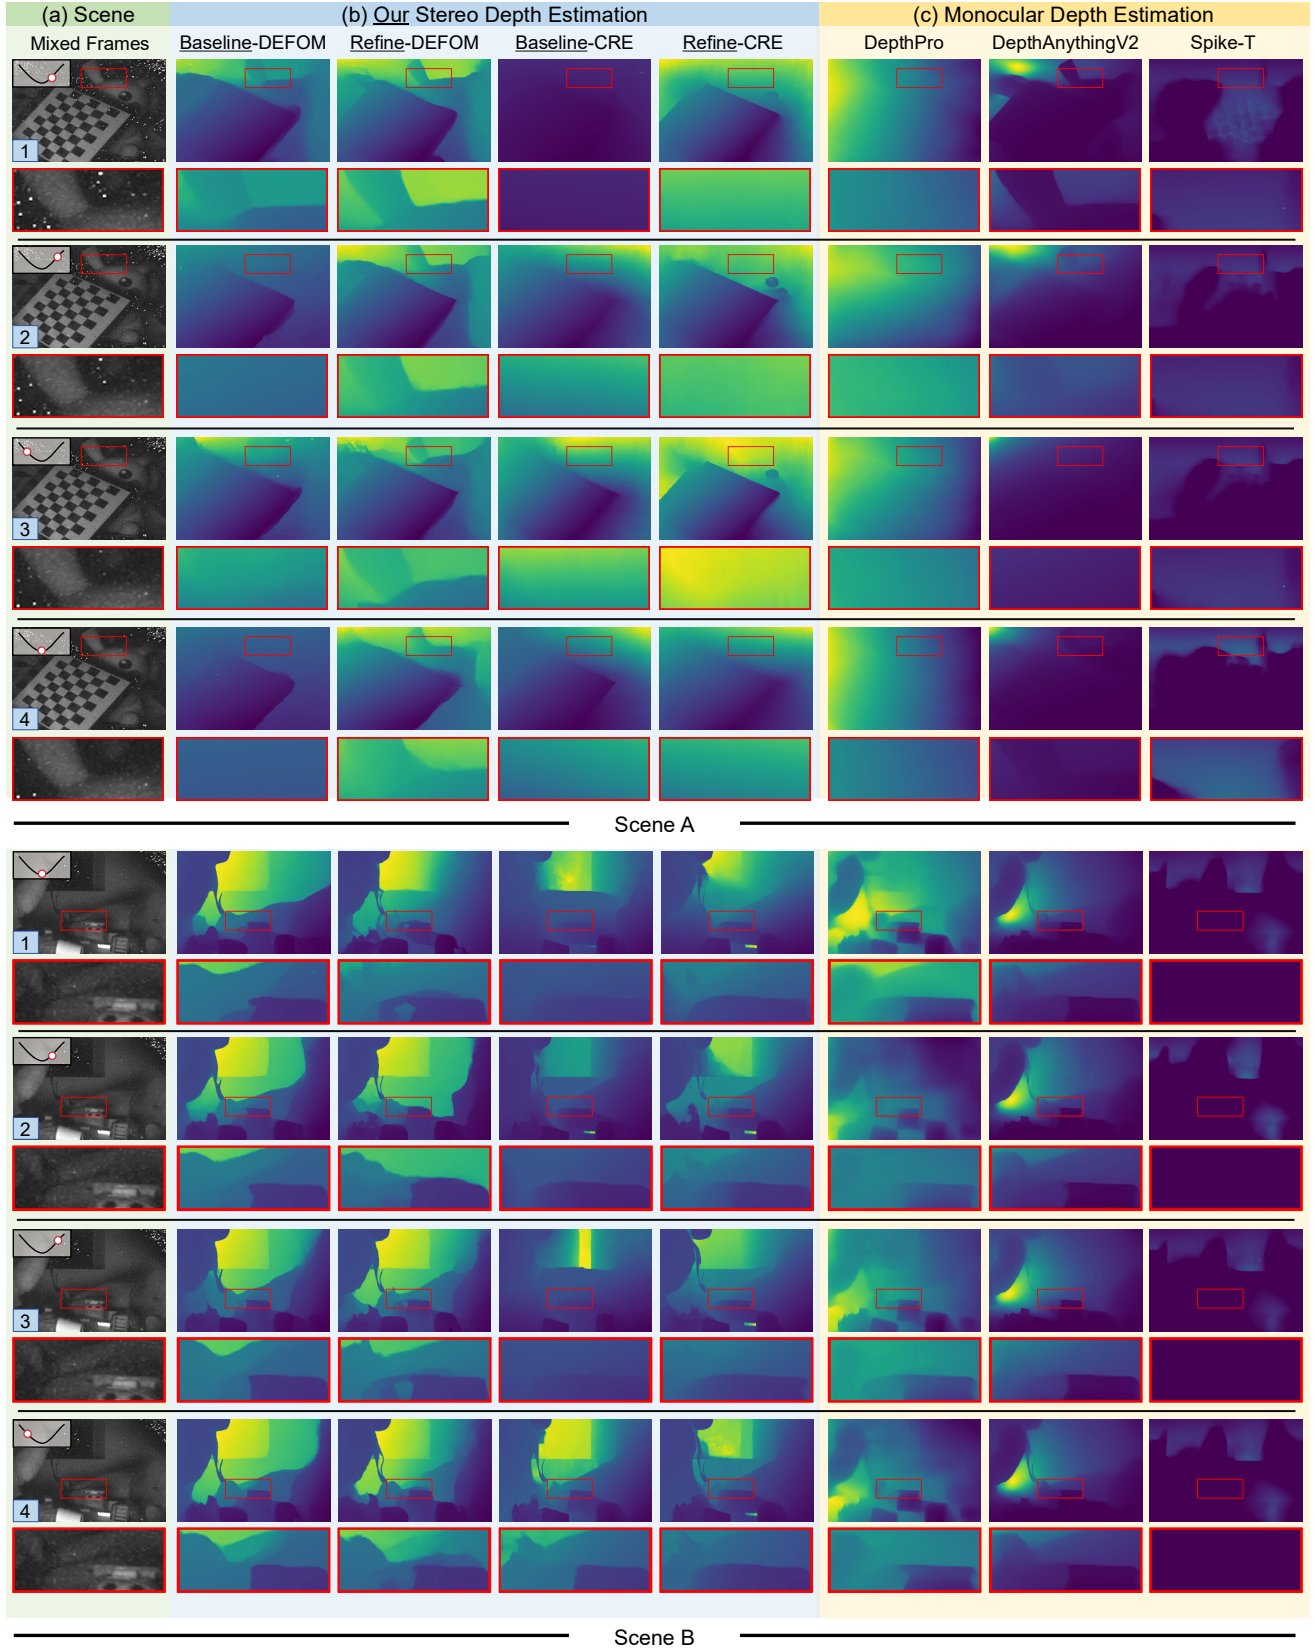 (a) Scene
(b) Our Stereo Depth Estimation
(c) Monocular Depth Estimation
Mixed Frames
Baseline-DEFOM
Refine-DEFOM
Baseline-CRE
Refine-CRE
DepthPro
DepthAnythingV2
Spike-T
1
2
3
4
Scene A
1
2
3
4
Scene B